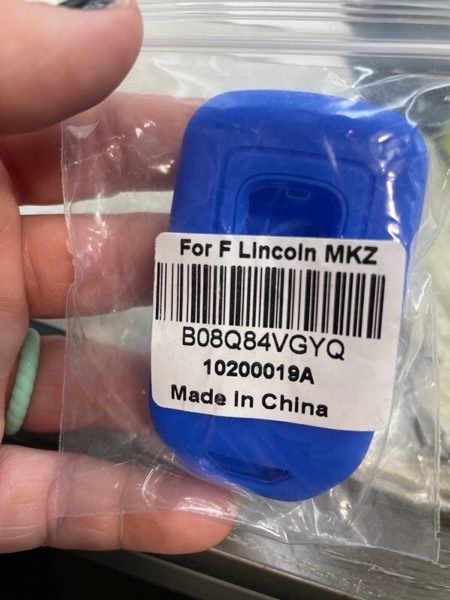 For F Lincoln MKZ
B08Q84VGYQ
10200019A
Made In China